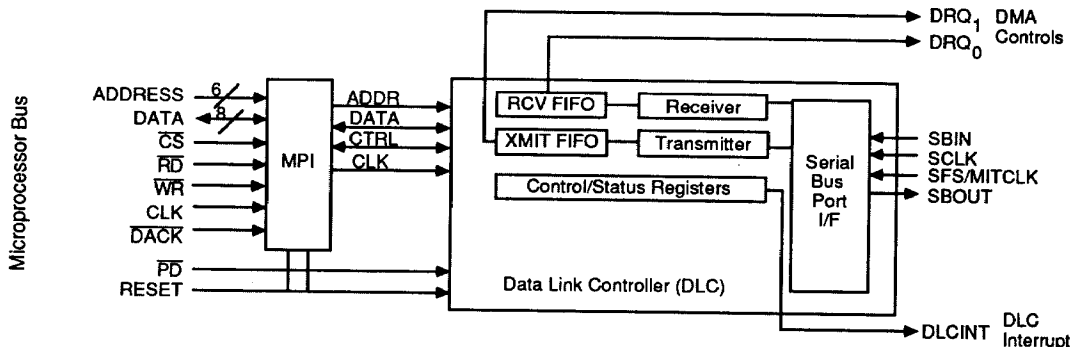 Microprocessor Bus
DRQ1 DMA
DRQ0 Controls
ADDRESS 6
DATA 8
CS
RD
WR
CLK
DACK
PD
RESET
MPI
ADDR
DATA
CTRL
CLK
RCV FIFO
Receiver
XMIT FIFO
Transmitter
Control/Status Registers
Data Link Controller (DLC)
Serial
Bus
Port
I/F
SBIN
SCLK
SFS/MITCLK
SBOUT
DLCINT DLC
Interrupt